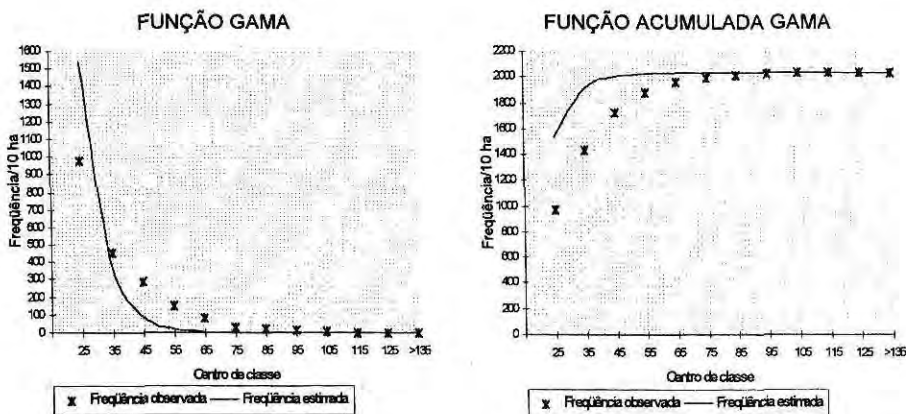 FUNÇÃO GAMA
1600
1500
1400
1300
1200
1100
1000
900
800
700
600
500
400
300
200
100
0
Freqüência/10 ha
25 35 45 55 65 75 85 95 105 115 125 >135
Centro de classe
Freqüência observada Freqüência estimada
FUNÇÃO ACUMULADA GAMA
2200
2000
1800
1600
1400
1200
1000
800
600
400
200
0
Freqüência/10 ha
25 35 45 55 65 75 85 95 105 115 125 >135
Centro de classe
Freqüência observada Freqüência estimada